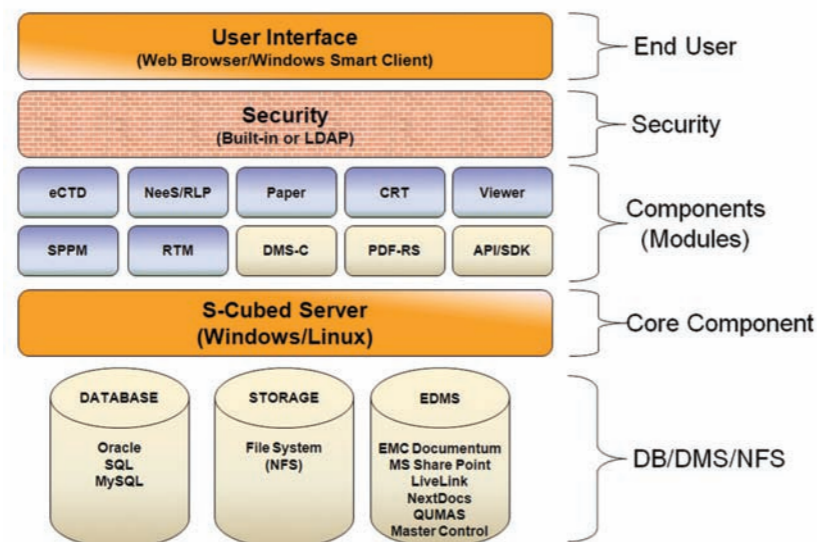 User Interface
(Web Browser/Windows Smart Client)
End User
Security
(Built-in or LDAP)
Security
eCTD
NeeS/RLP
Paper
CRT
Viewer
SPPM
RTM
DMS-C
PDF-RS
API/SDK
Components
(Modules)
S-Cubed Server
(Windows/Linux)
Core Component
DATABASE
Oracle
SQL
MySQL
STORAGE
File System
(NFS)
EDMS
EMC Documentum
MS Share Point
LiveLink
NextDocs
QUMAS
Master Control
DB/DMS/NFS